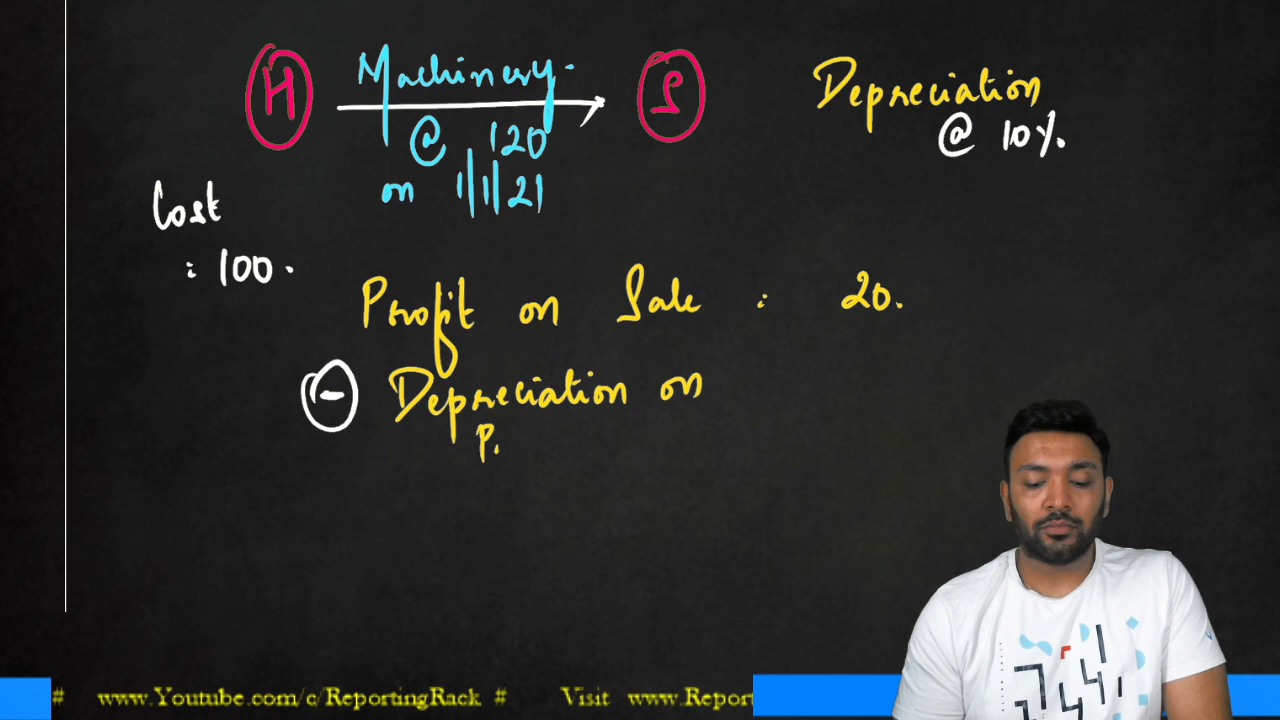 H Machinery. S Depreciation
@ 120 @ 10%.
on 1/1/21
Cost
: 100.
Profit on Sale : 20.
- Depreciation on
P.
# www.Youtube.com/c/ReportingRack # Visit www.Repor